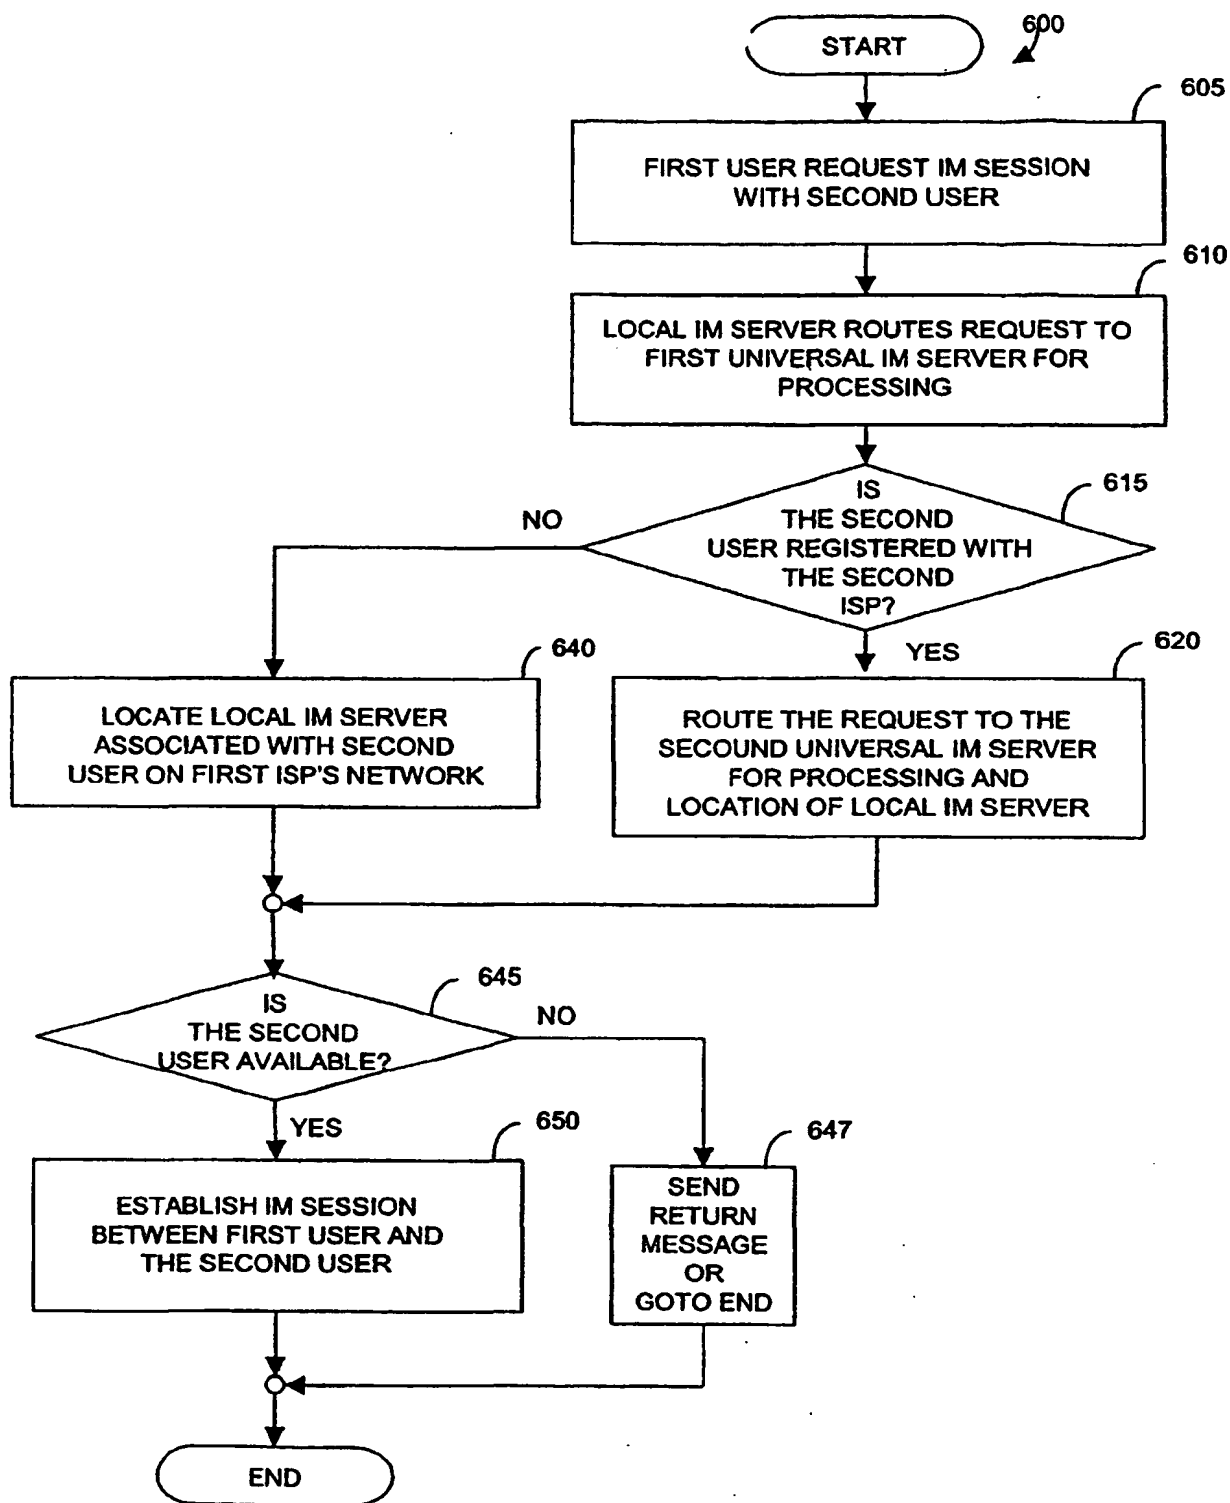 START
600
605
FIRST USER REQUEST IM SESSION
WITH SECOND USER
610
LOCAL IM SERVER ROUTES REQUEST TO
FIRST UNIVERSAL IM SERVER FOR
PROCESSING
615
IS
THE SECOND
USER REGISTERED WITH
THE SECOND
ISP?
NO
YES
640
LOCATE LOCAL IM SERVER
ASSOCIATED WITH SECOND
USER ON FIRST ISP'S NETWORK
620
ROUTE THE REQUEST TO THE
SECOUND UNIVERSAL IM SERVER
FOR PROCESSING AND
LOCATION OF LOCAL IM SERVER
645
IS
THE SECOND
USER AVAILABLE?
NO
YES
650
ESTABLISH IM SESSION
BETWEEN FIRST USER AND
THE SECOND USER
647
SEND
RETURN
MESSAGE
OR
GOTO END
END